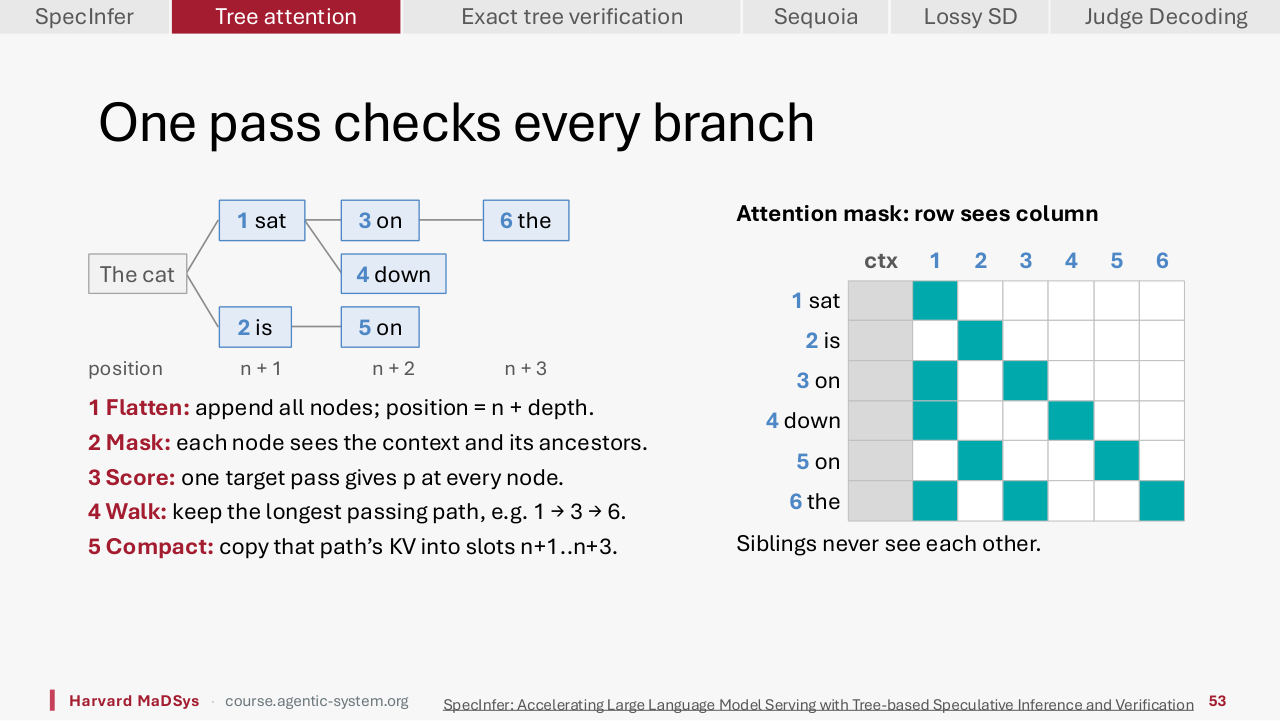 SpecInfer
Tree attention
Exact tree verification
Sequoia
Lossy SD
Judge Decoding
One pass checks every branch
The cat
1 sat
3 on
6 the
4 down
2 is
5 on
position
n + 1
n + 2
n + 3
1 Flatten: append all nodes; position = n + depth.
2 Mask: each node sees the context and its ancestors.
3 Score: one target pass gives p at every node.
4 Walk: keep the longest passing path, e.g. 1 → 3 → 6.
5 Compact: copy that path’s KV into slots n+1..n+3.
Attention mask: row sees column
ctx 1 2 3 4 5 6
1 sat
2 is
3 on
4 down
5 on
6 the
Siblings never see each other.
Harvard MaDSys · course.agentic-system.org
SpecInfer: Accelerating Large Language Model Serving with Tree-based Speculative Inference and Verification
53